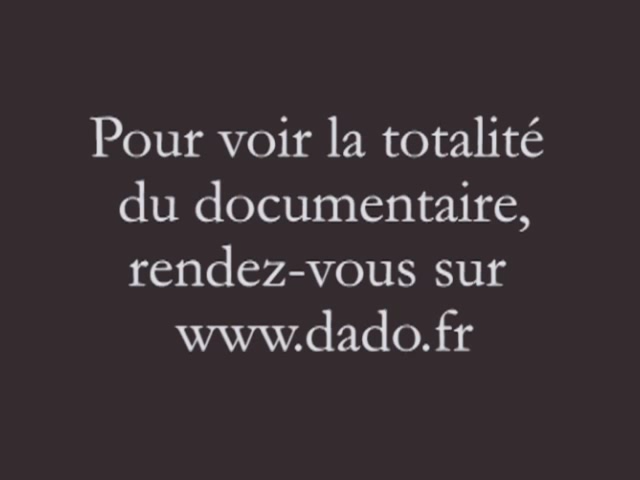 Pour voir la totalité
du documentaire,
rendez-vous sur
www.dado.fr